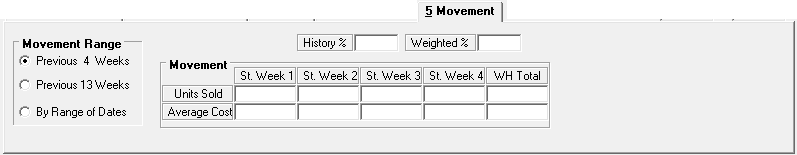 5 Movement
History % Weighted %
Movement Range
Previous 4 Weeks
Previous 13 Weeks
By Range of Dates
Movement
St. Week 1 St. Week 2 St. Week 3 St. Week 4 WH Total
Units Sold
Average Cost